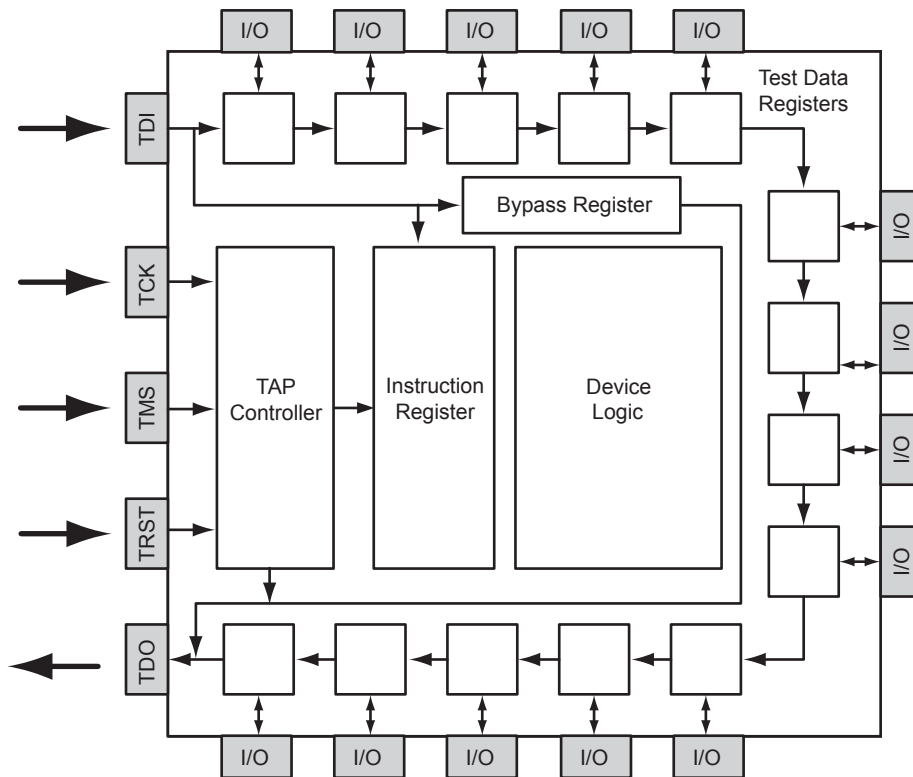 I/O
I/O
I/O
I/O
I/O
Test Data
Registers
TDI
Bypass Register
I/O
TCK
I/O
TAP
Controller
Instruction
Register
Device
Logic
TMS
I/O
TRST
I/O
TDO
I/O
I/O
I/O
I/O
I/O